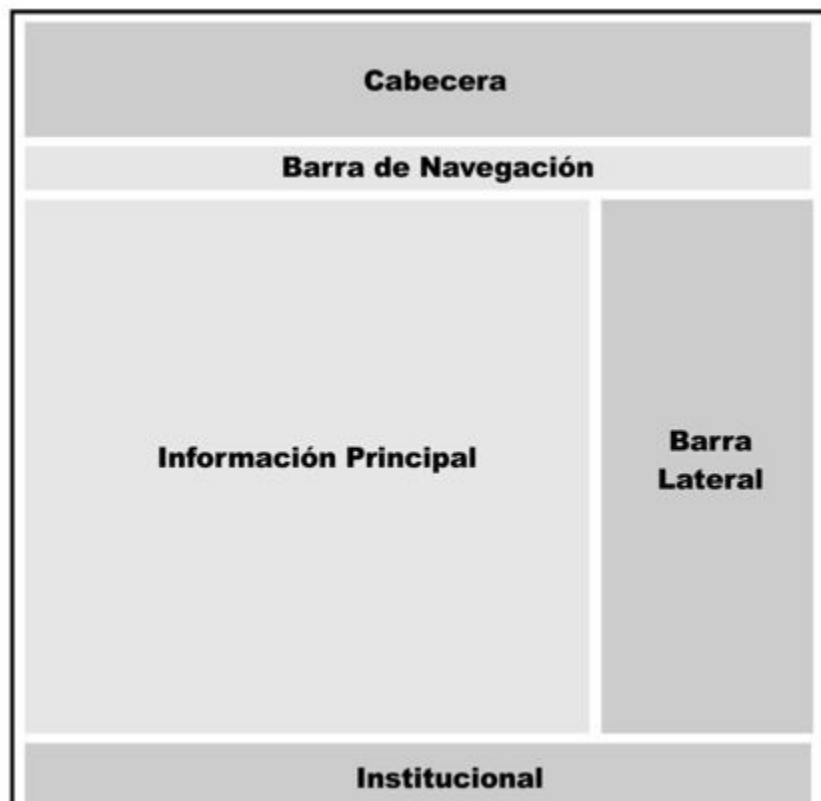 Cabecera
Barra de Navegación
Información Principal
Barra
Lateral
Institucional